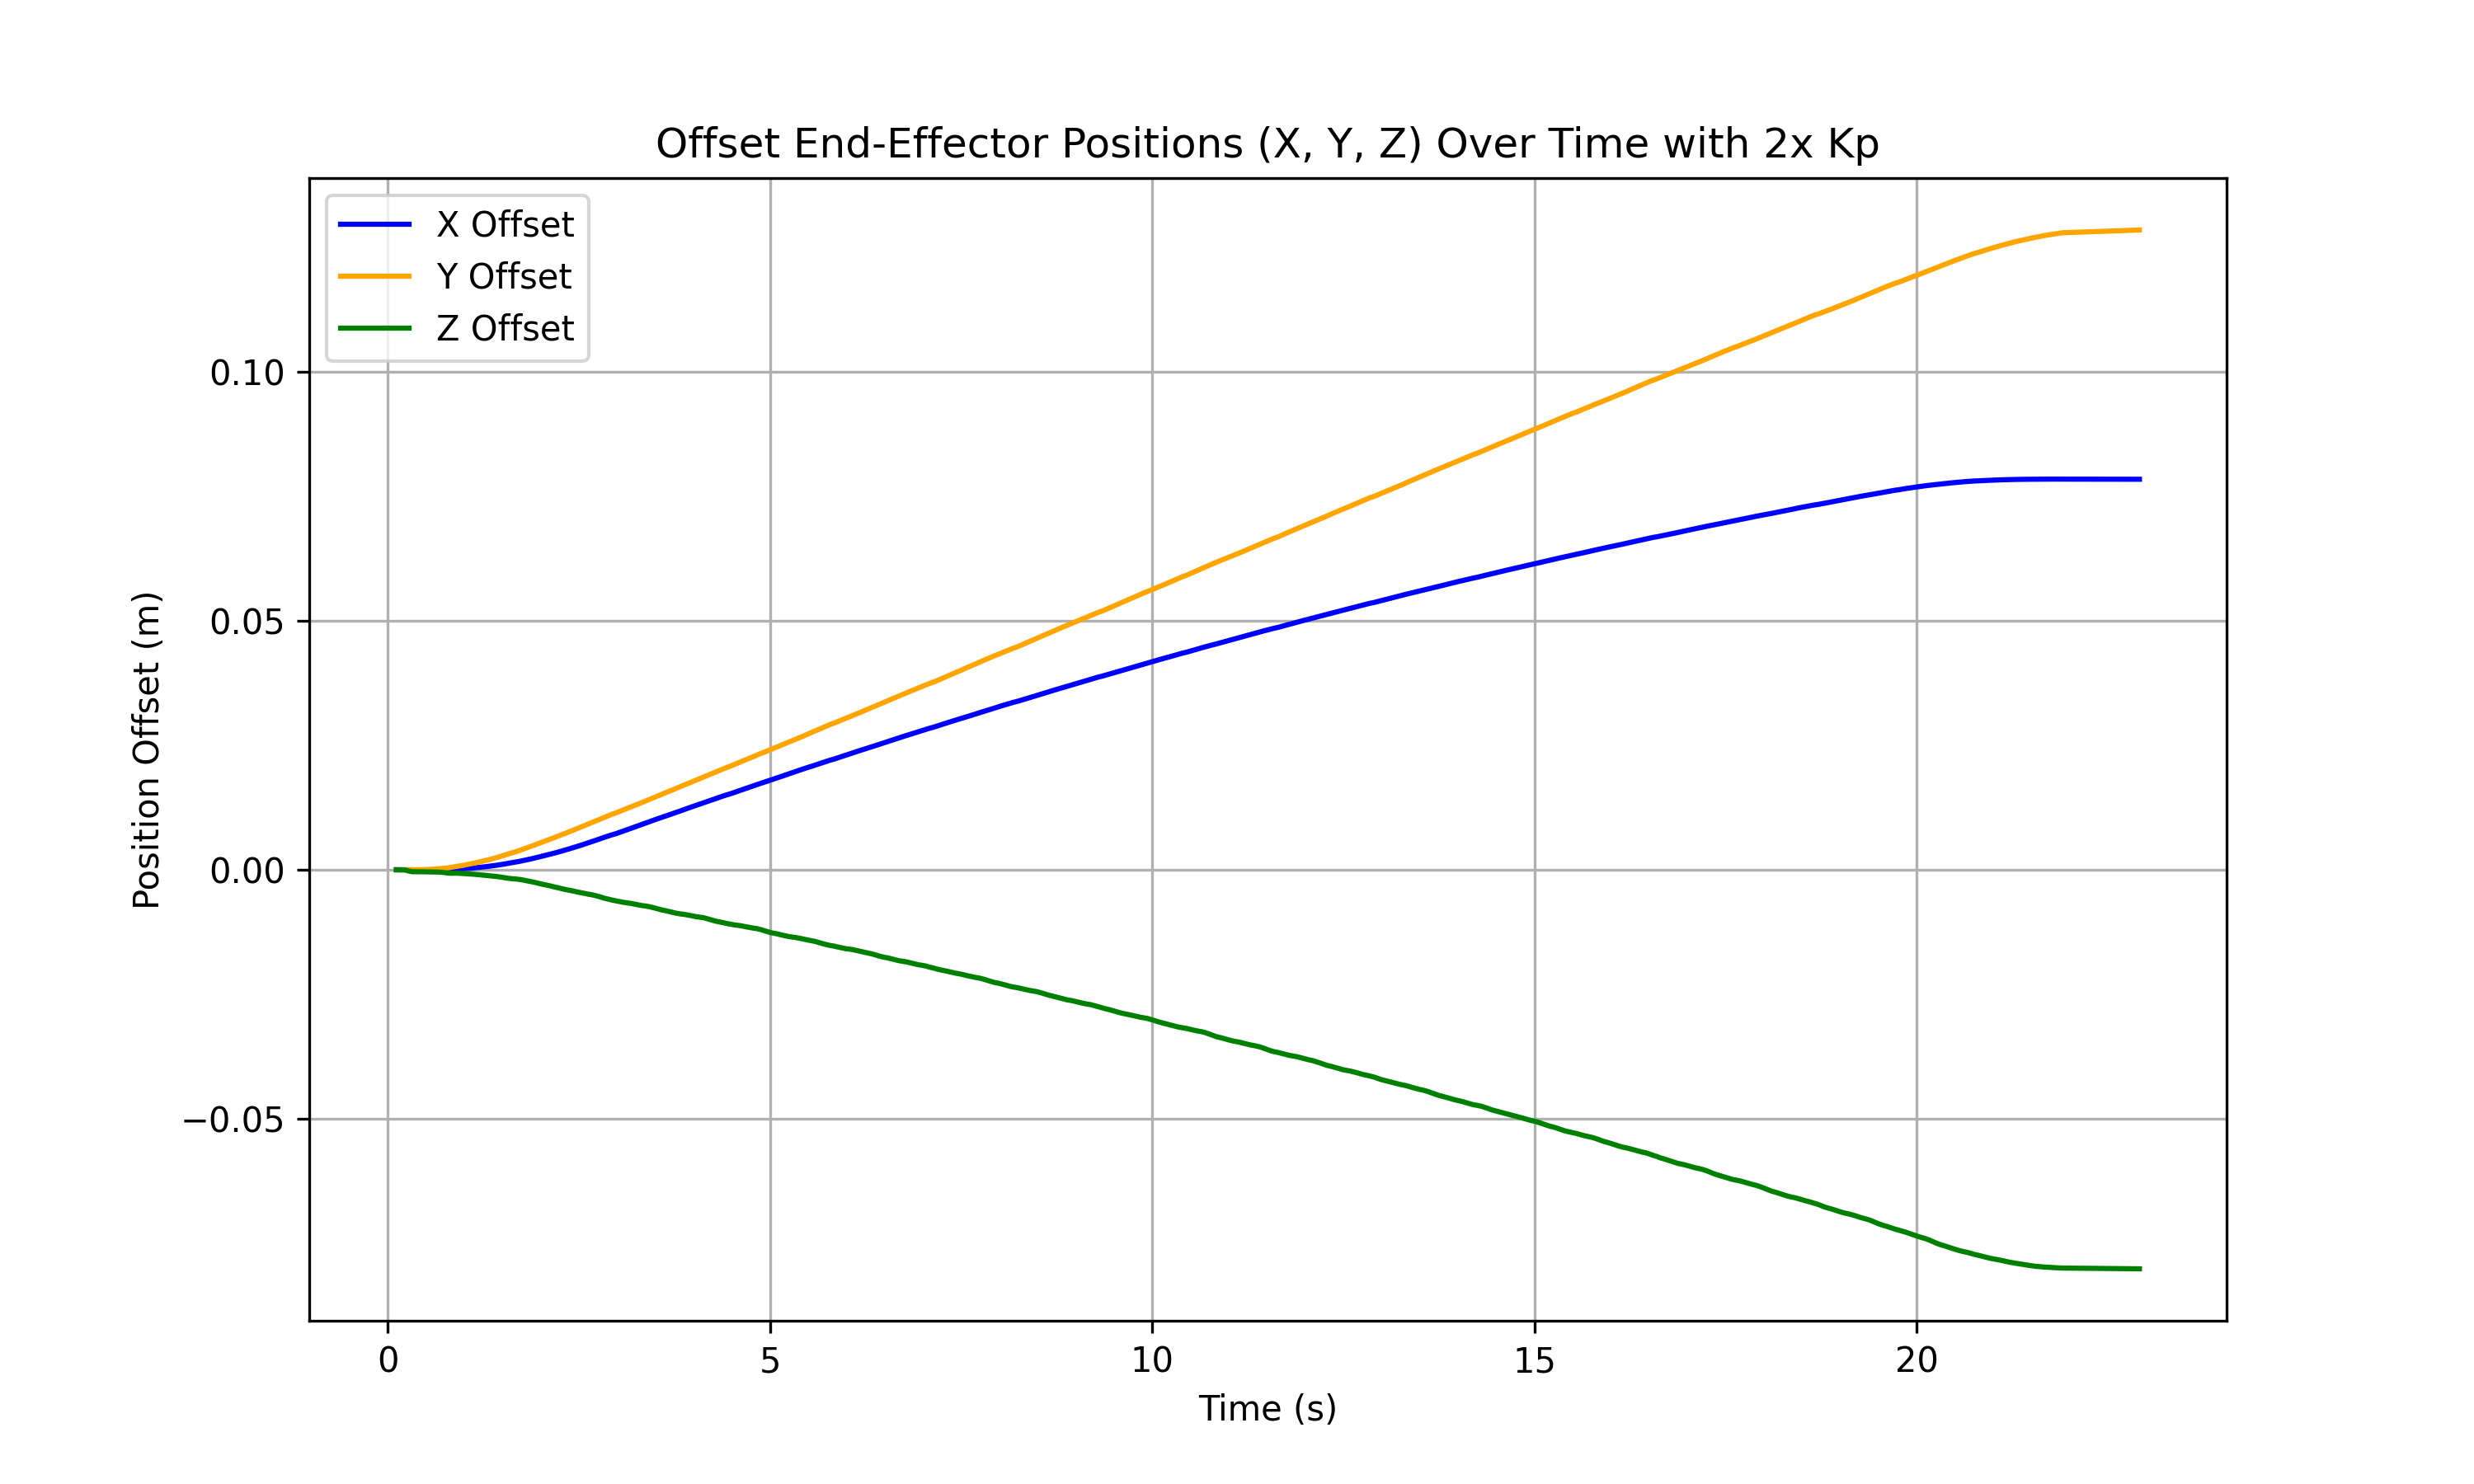 Offset End-Effector Positions (X, Y, Z) Over Time with 2x Kp
X Offset
Y Offset
Z Offset
Position Offset (m)
0.10
0.05
0.00
−0.05
0 5 10 15 20
Time (s)